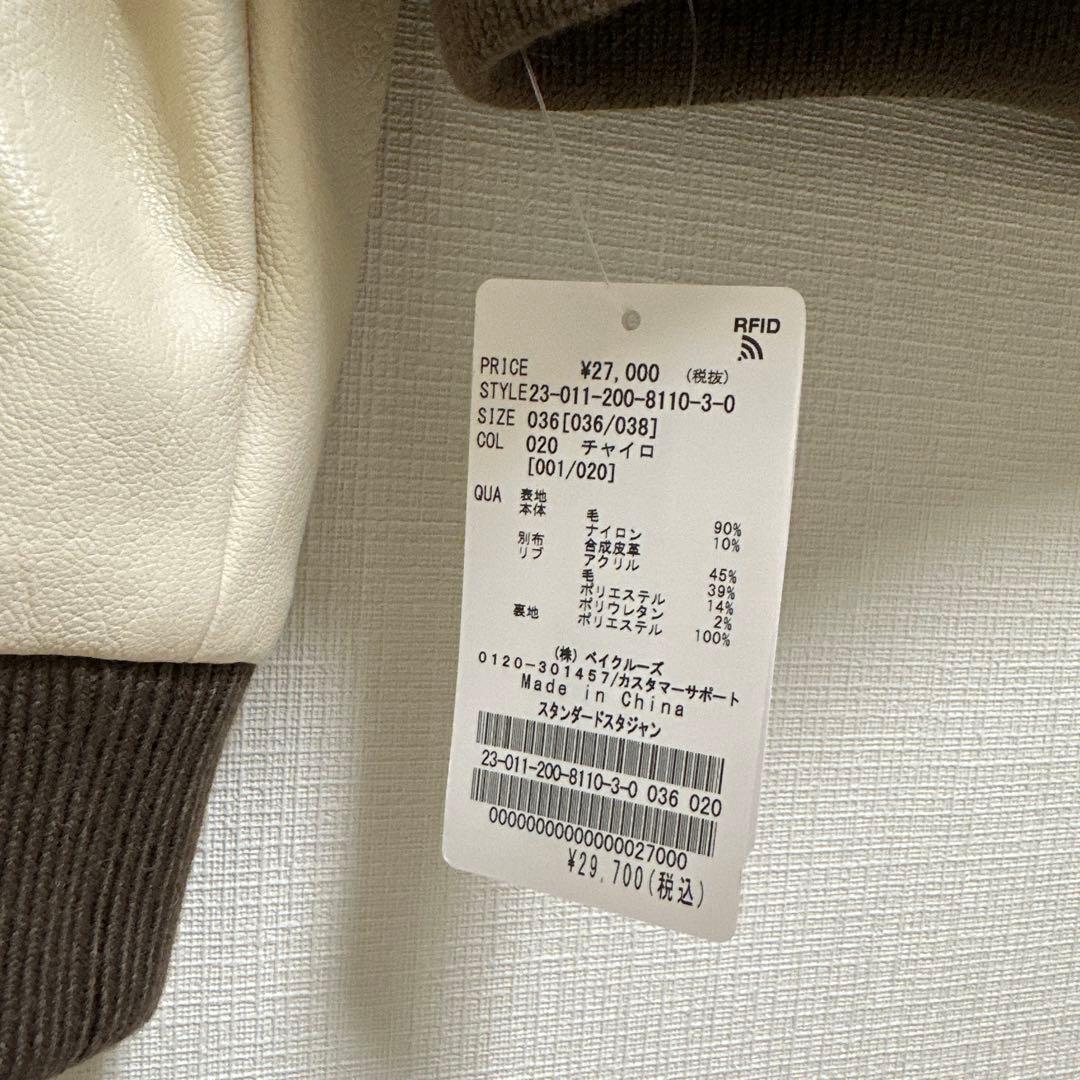 RFID
PRICE ¥27,000 (税抜)
STYLE23-011-200-8110-3-0
SIZE 036[036/038]
COL 020 チャイロ
[001/020]
QUA 表地
本体 毛 90%
ナイロン 10%
別布 合成皮革
リブ アクリル 45%
毛 39%
ポリエステル 14%
ポリウレタン 2%
裏地 ポリエステル 100%
(株)ベイクルーズ
0120-301457/カスタマーサポート
Made in China
スタンダードスタジャン
23-011-200-8110-3-0 036 020
0000000000000027000
¥29,700(税込)